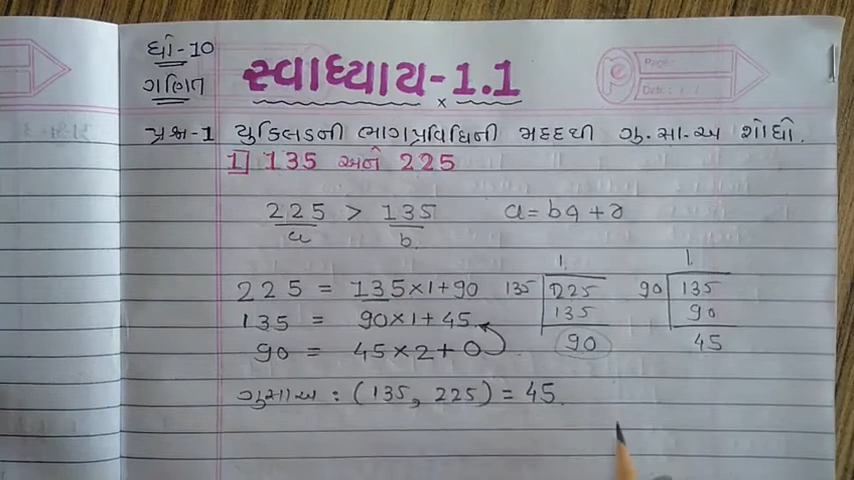 ધો-10
ગણિત
સ્વાધ્યાય-1.1
Page:
Date: / /
પ્રશ્ન-1 યુક્લિડની ભાગપ્રવિધિની મદદથી ગુ.સા.અ શોધો.
1] 135 અને 225
225 > 135 a = bq + r
a b.
225 = 135×1+90
135 = 90×1+45
90 = 45×2+0
1.
135 225
135
90
1.
90 135
90
45
ગુસાઅ : (135, 225) = 45.